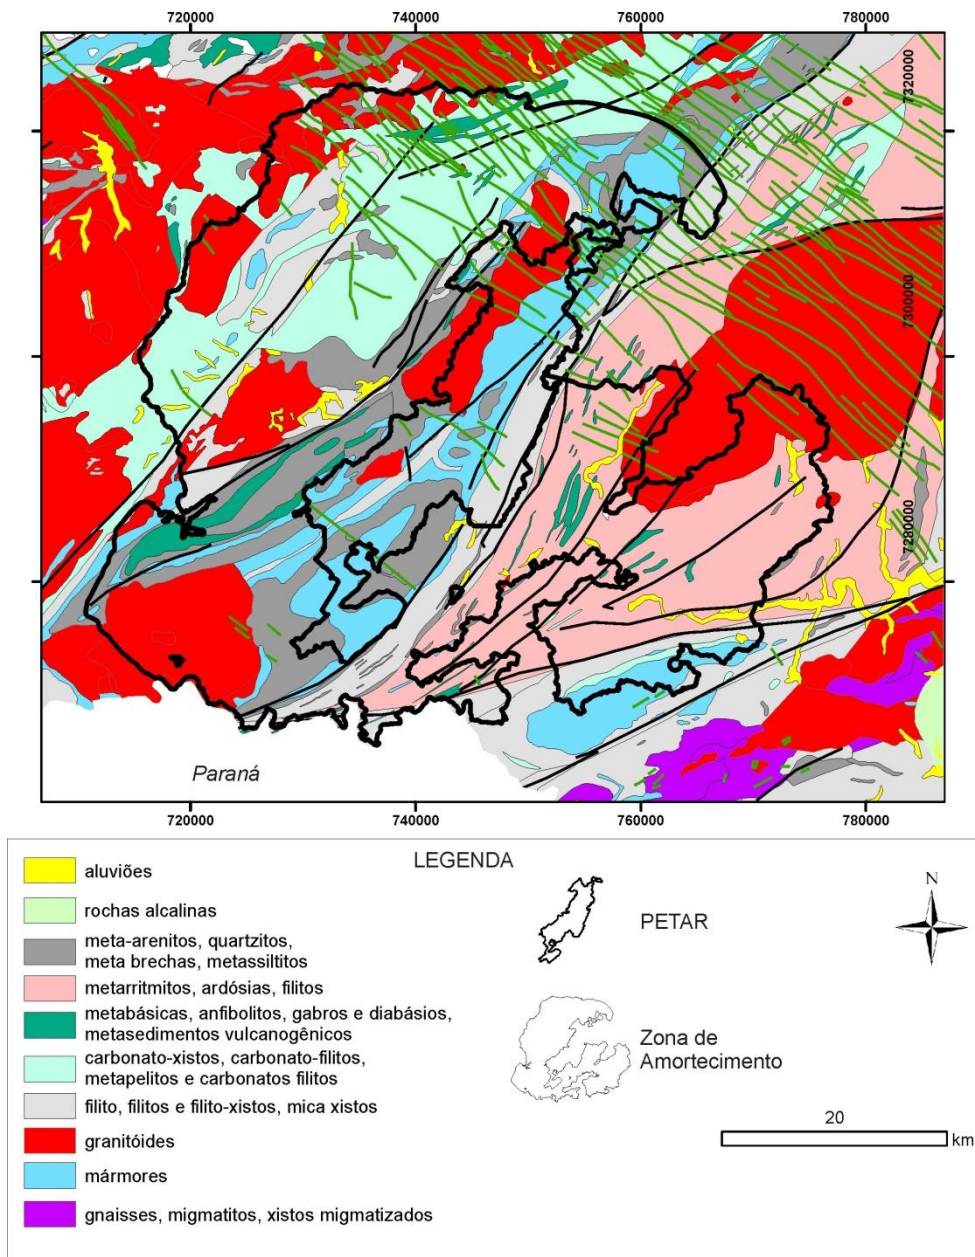 720000 740000 760000 780000
7320000
7300000
7280000
Paraná
720000 740000 760000 780000
LEGENDA
aluviões
rochas alcalinas
meta-arenitos, quartzitos,
meta brechas, metassiltitos
metarritmitos, ardósias, filitos
metabásicas, anfibolitos, gabros e diabásios,
metasedimentos vulcanogênicos
carbonato-xistos, carbonato-filitos,
metapelitos e carbonatos filitos
filito, filitos e filito-xistos, mica xistos
granitóides
mármores
gnaisses, migmatitos, xistos migmatizados
PETAR
N
Zona de
Amortecimento
20
km